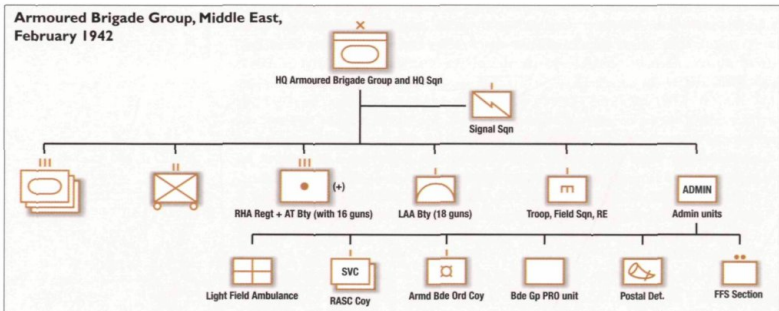 Armoured Brigade Group, Middle East,
February 1942
HQ Armoured Brigade Group and HQ Sqn
Signal Sqn
(+)
RHA Regt + AT Bty (with 16 guns)
LAA Bty (18 guns)
Troop, Field Sqn, RE
ADMIN
Admin units
Light Field Ambulance
SVC
RASC Coy
Armd Bde Ord Coy
Bde Gp PRO unit
Postal Det.
FFS Section